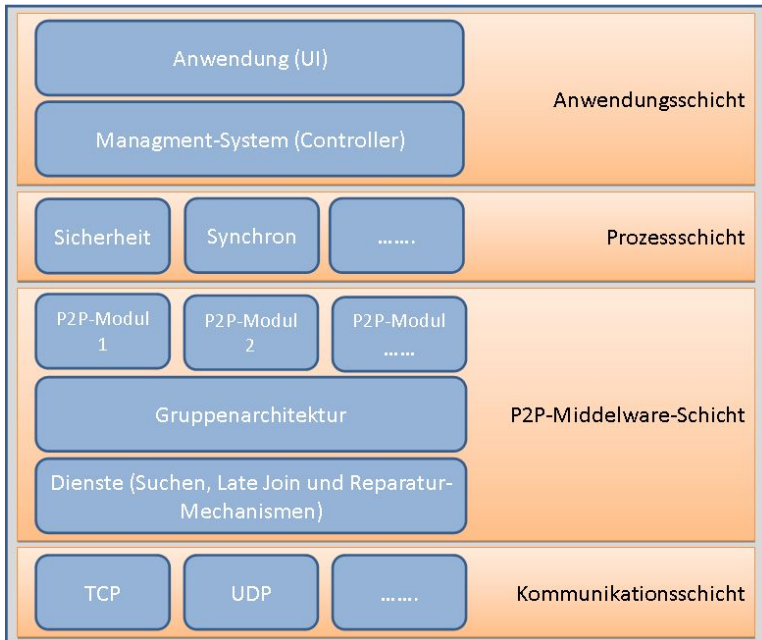 Anwendung (UI)
Anwendungsschicht
Managment-System (Controller)
Sicherheit
Synchron
.......
Prozessschicht
P2P-Modul
1
P2P-Modul
2
P2P-Modul
......
Gruppenarchitektur
P2P-Middelware-Schicht
Dienste (Suchen, Late Join und Reparatur-
Mechanismen)
TCP
UDP
.......
Kommunikationsschicht